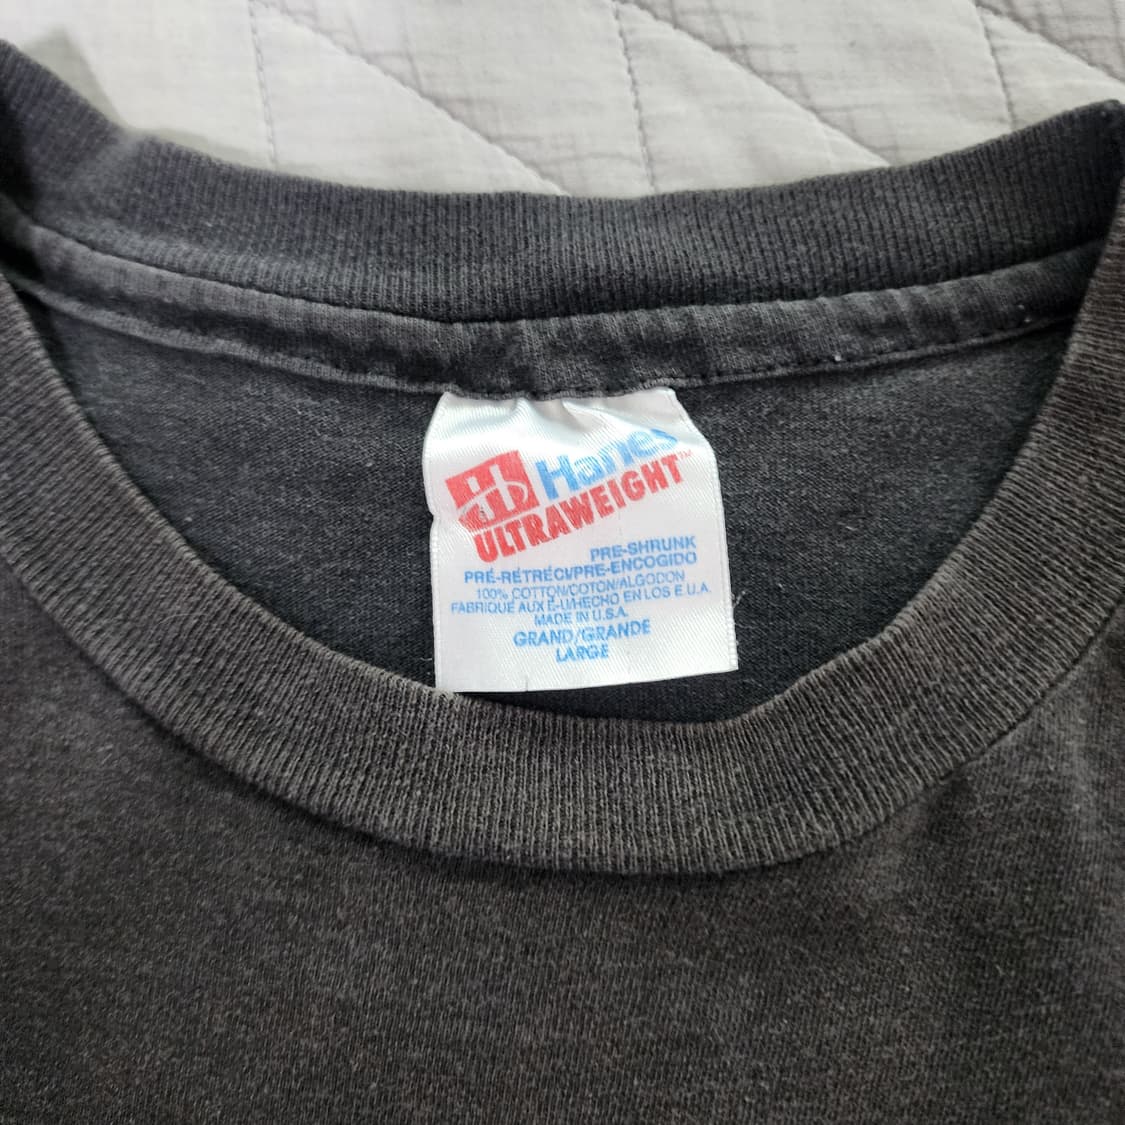 Hanes
ULTRAWEIGHT™
PRE-SHRUNK
PRÉ-RÉTRÉCI/PRE-ENCOGIDO
100% COTTON/COTON/ALGODON
FABRIQUÉ AUX É-U/HECHO EN LOS E.U.A.
MADE IN U.S.A.
GRAND/GRANDE
LARGE